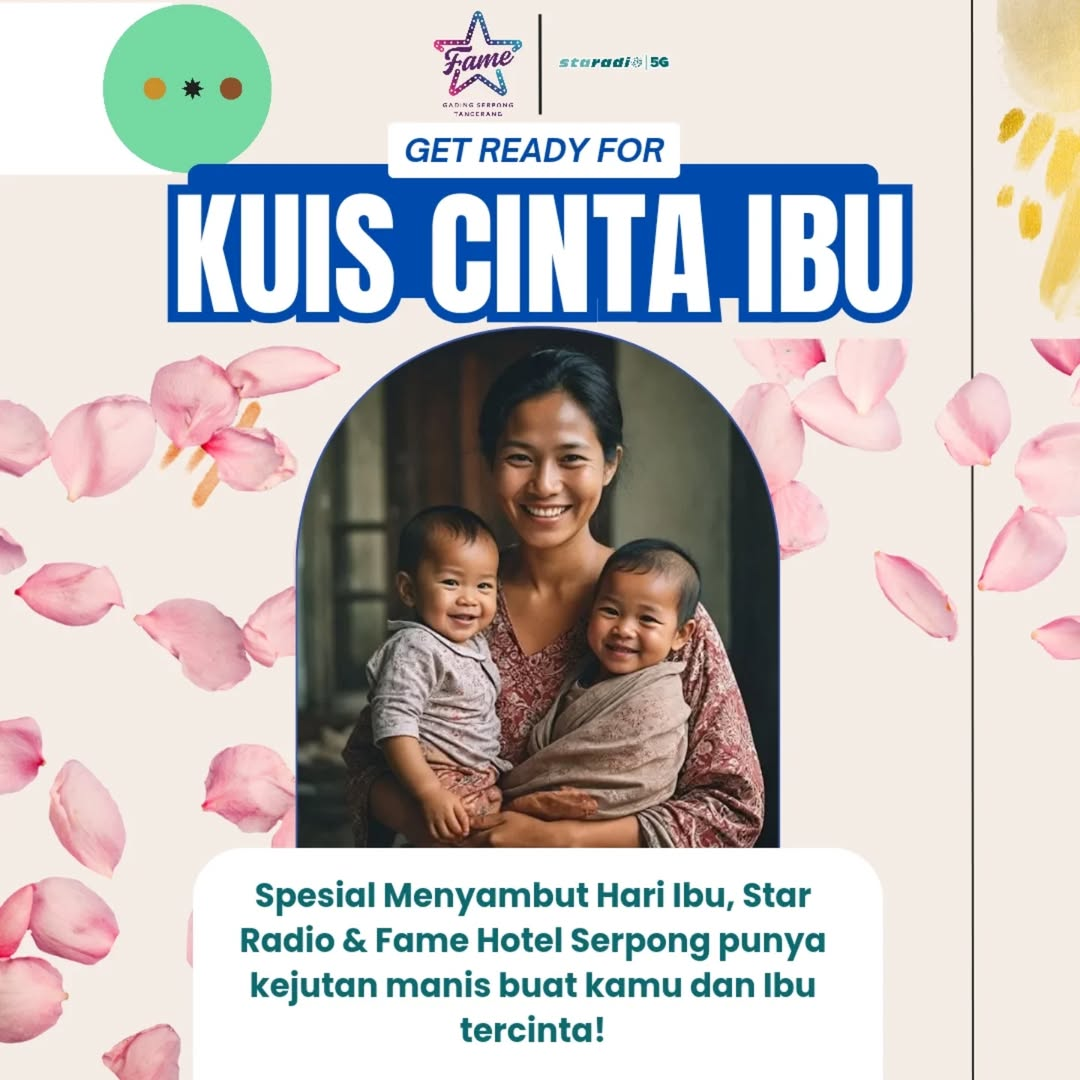 Fame
GADING SERPONG
TANGERANG
staradio|5G
GET READY FOR
KUIS CINTA IBU
Spesial Menyambut Hari Ibu, Star
Radio & Fame Hotel Serpong punya
kejutan manis buat kamu dan Ibu
tercinta!